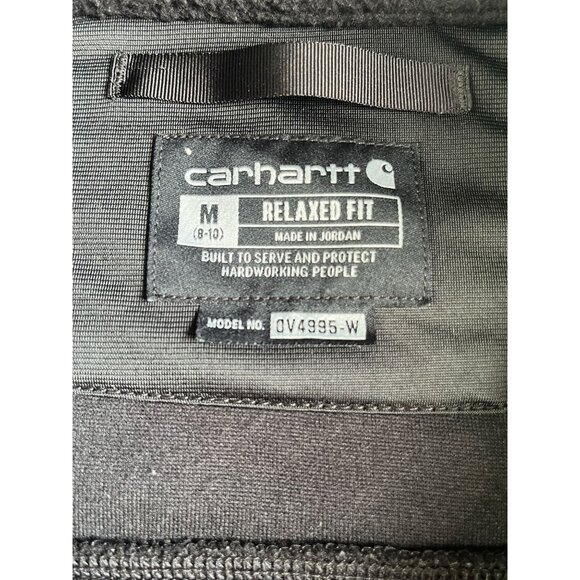 carhartt
M RELAXED FIT
(8-10) MADE IN JORDAN
BUILT TO SERVE AND PROTECT
HARDWORKING PEOPLE
MODEL NO. OV4995-W